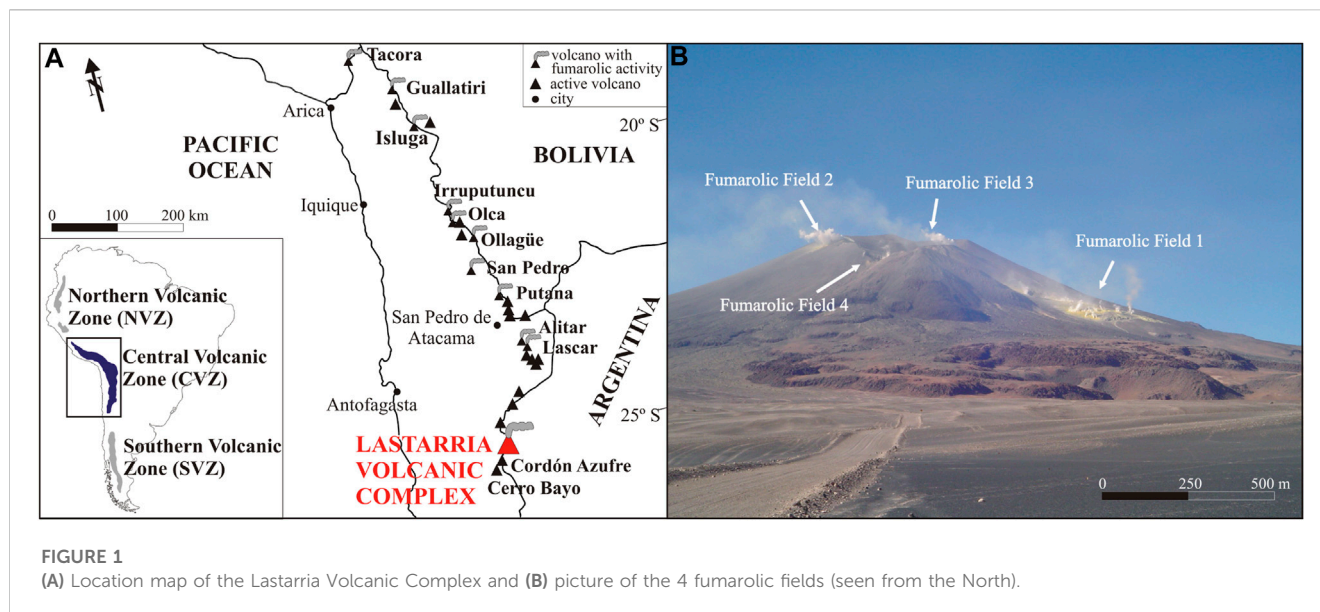 A
N
Tacora
Guallatiri
Arica
Isluga
PACIFIC
OCEAN
BOLIVIA
20º S
volcano with
fumarolic activity
active volcano
city
0 100 200 km
Iquique
Irruputuncu
Olca
Ollagüe
San Pedro
Putana
San Pedro de
Atacama
Alitar
Lascar
ARGENTINA
Antofagasta
25º S
LASTARRIA
VOLCANIC
COMPLEX
Cordón Azufre
Cerro Bayo
Northern Volcanic
Zone (NVZ)
Central Volcanic
Zone (CVZ)
Southern Volcanic
Zone (SVZ)
B
Fumarolic Field 2
Fumarolic Field 3
Fumarolic Field 1
Fumarolic Field 4
0 250 500 m
FIGURE 1
(A) Location map of the Lastarria Volcanic Complex and (B) picture of the 4 fumarolic fields (seen from the North).